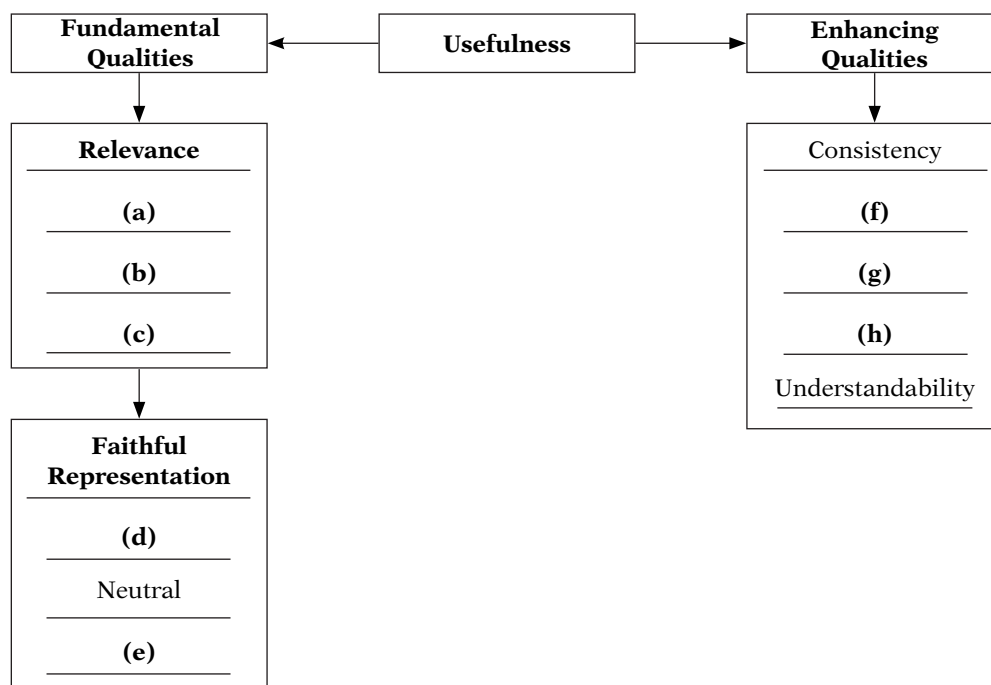 Fundamental
Qualities
Usefulness
Enhancing
Qualities
Relevance
(a)
(b)
(c)
Faithful
Representation
(d)
Neutral
(e)
Consistency
(f)
(g)
(h)
Understandability